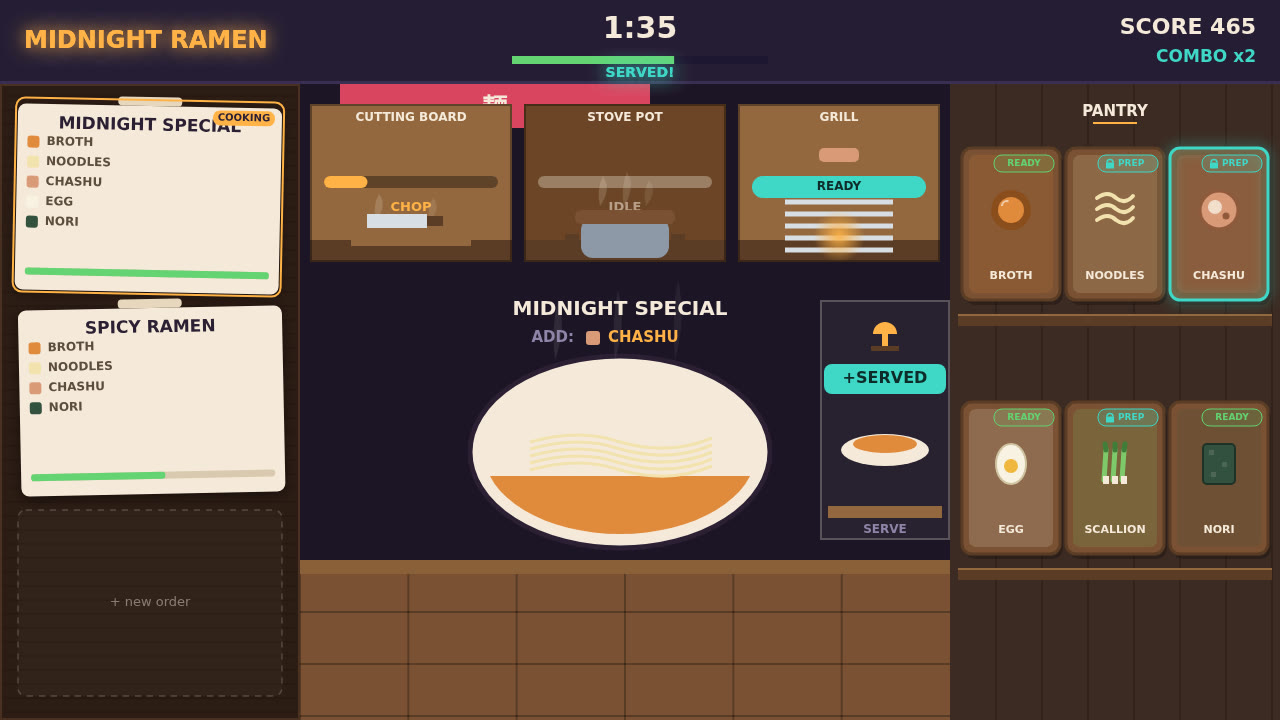 MIDNIGHT RAMEN
1:35
SERVED!
SCORE 465
COMBO x2
MIDNIGHT SPECIAL
COOKING
BROTH
NOODLES
CHASHU
EGG
NORI
SPICY RAMEN
BROTH
NOODLES
CHASHU
NORI
+ new order
CUTTING BOARD
CHOP
STOVE POT
IDLE
GRILL
READY
MIDNIGHT SPECIAL
ADD: CHASHU
+SERVED
SERVE
PANTRY
READY
BROTH
PREP
NOODLES
PREP
CHASHU
READY
EGG
PREP
SCALLION
READY
NORI